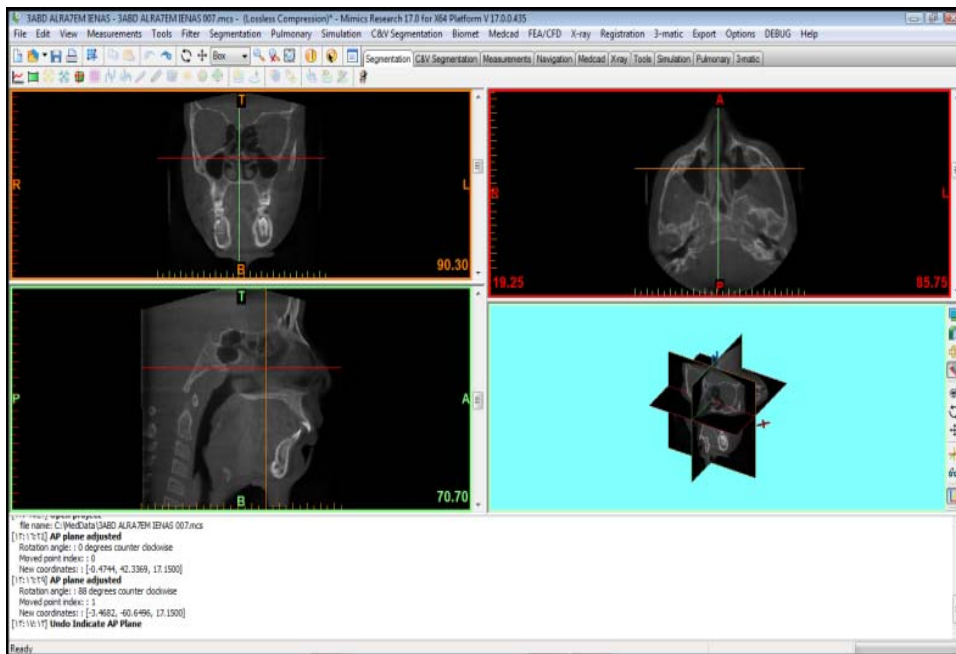 3ABD ALRA7EM IENAS - 3ABD ALRA7EM IENAS 007.mcs - (Lossless Compression)* - Mimics Research 17.0 for X64 Platform V 17.0.0.435
File Edit View Measurements Tools Filter Segmentation Pulmonary Simulation C&V Segmentation Biomet Medcad FEA/CFD X-ray Registration 3-matic Export Options DEBUG Help
Box
Segmentation C&V Segmentation Measurements Navigation Medcad X-ray Tools Simulation Pulmonary 3-matic
T
R
L
B
90.30
A
L
P
19.25
85.75
T
P
A
B
70.70
Open project
file name: C:\MedData\3ABD ALRA7EM IENAS 007.mcs
AP plane adjusted
Rotation angle: : 0 degrees counter clockwise
Moved point index: : 0
New coordinates: : [-0.4744, 42.3369, 17.1500]
AP plane adjusted
Rotation angle: : 88 degrees counter clockwise
Moved point index: : 1
New coordinates: : [-3.4682, -60.6496, 17.1500]
Undo Indicate AP Plane
Ready